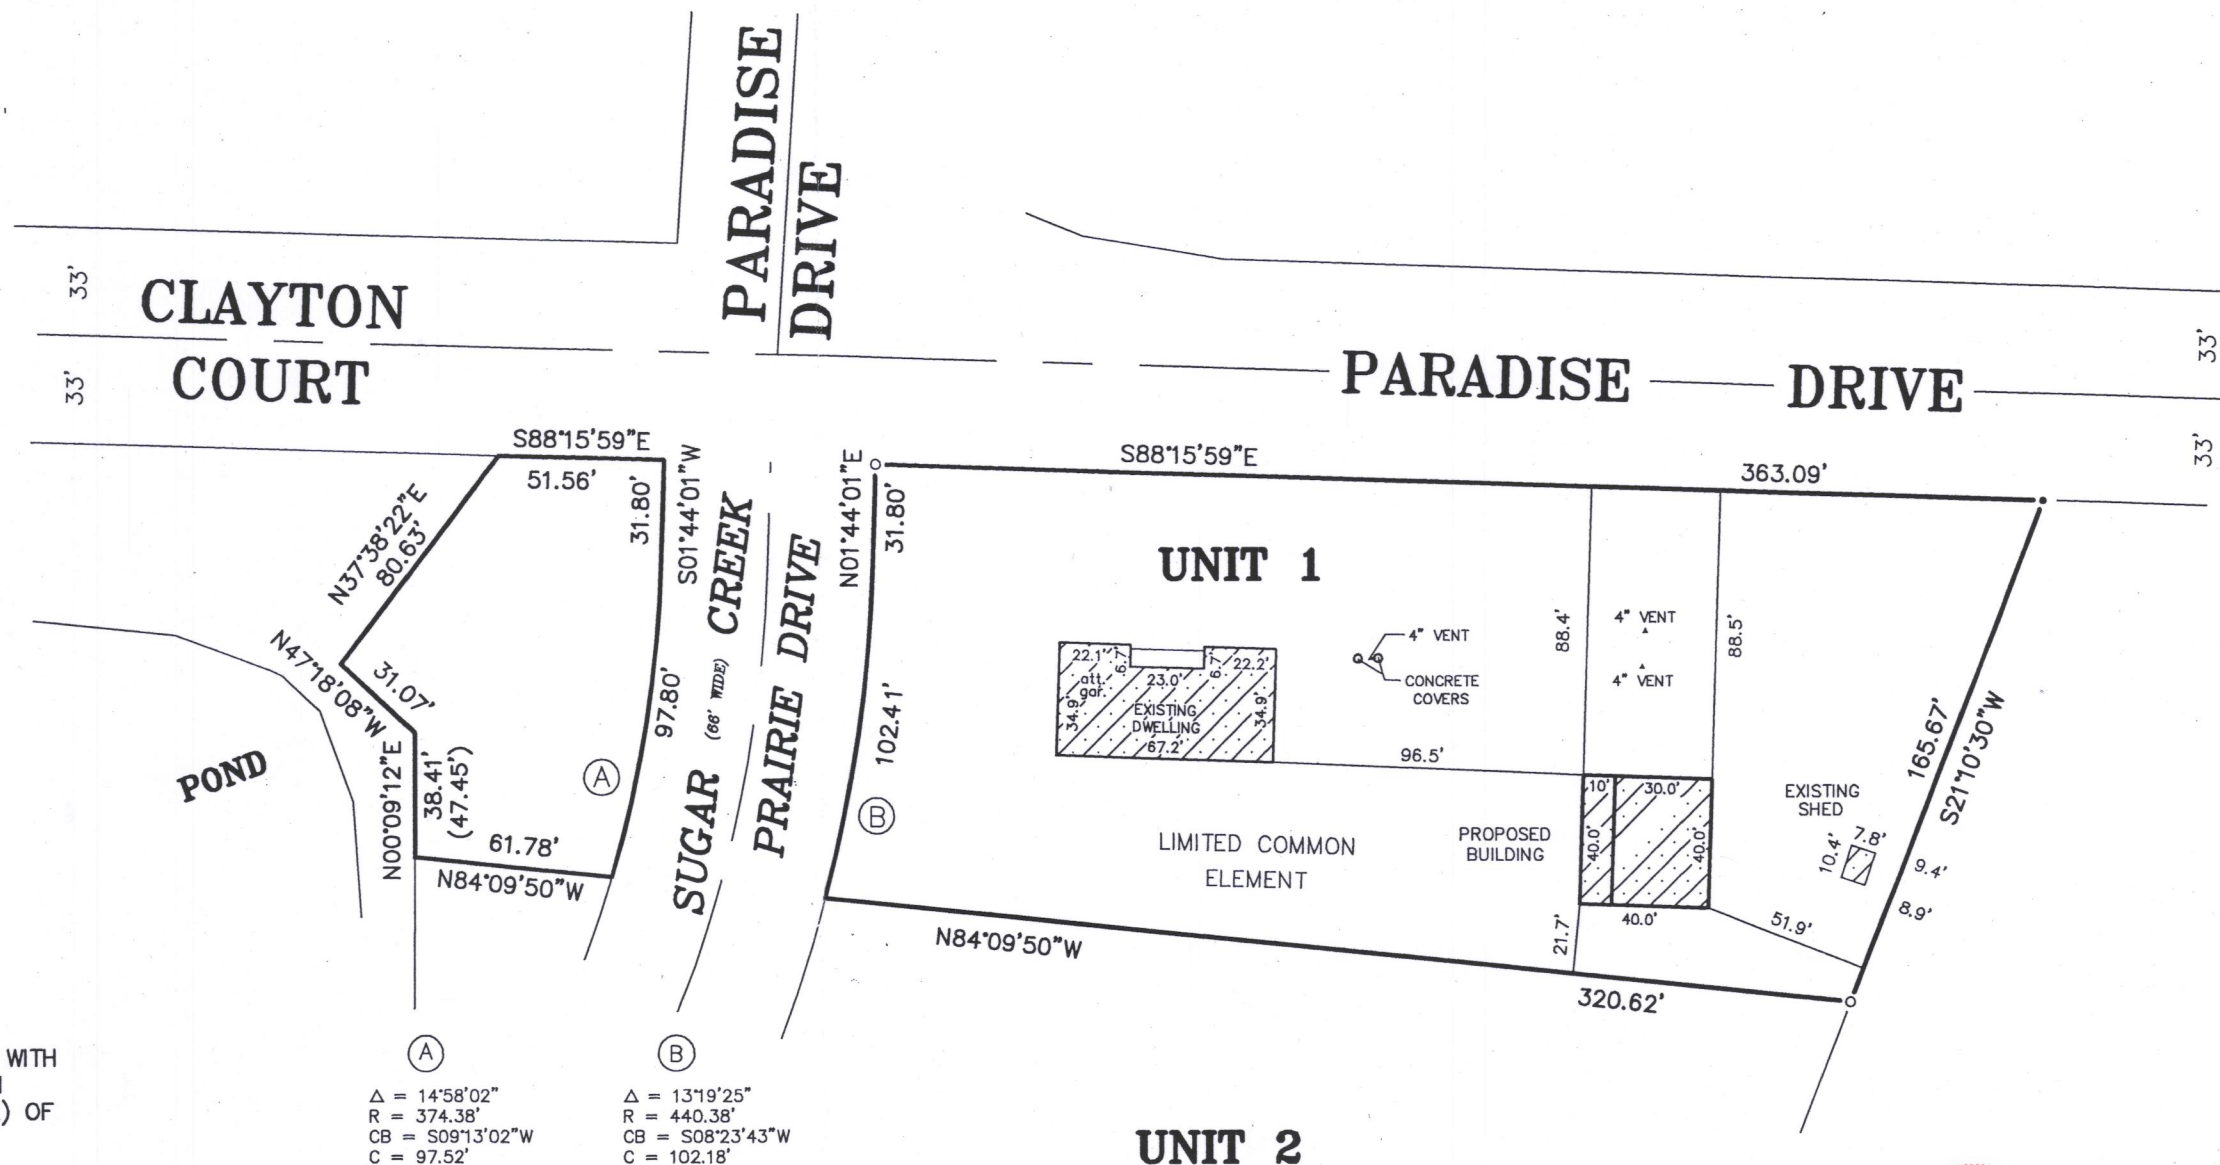 PARADISE
DRIVE
33'
CLAYTON
33'
COURT
33'
PARADISE DRIVE
33'
S88°15'59"E
51.56'
31.80'
S01°44'01"W
N37°38'22"E
80.63'
N47°18'08"W
31.07'
N00°09'12"E
38.41'
(47.45')
61.78'
N84°09'50"W
97.80'
A
POND
SUGAR CREEK
(66' WIDE)
PRAIRIE DRIVE
N01°44'01"E
31.80'
102.41'
B
S88°15'59"E
363.09'
UNIT 1
22.1'
6.7'
6.7'
22.2'
att.
gar.
23.0'
34.9'
EXISTING
DWELLING
34.9'
67.2'
4" VENT
CONCRETE
COVERS
96.5'
88.4'
4" VENT
4" VENT
88.5'
165.67'
S21°10'30"W
EXISTING
SHED
7.8'
10.4'
9.4'
8.9'
10'
30.0'
PROPOSED
BUILDING
40.0'
40.0'
40.0'
51.9'
21.7'
LIMITED COMMON
ELEMENT
N84°09'50"W
320.62'
WITH
) OF
A
Δ = 14°58'02"
R = 374.38'
CB = S09°13'02"W
C = 97.52'
B
Δ = 13°19'25"
R = 440.38'
CB = S08°23'43"W
C = 102.18'
UNIT 2